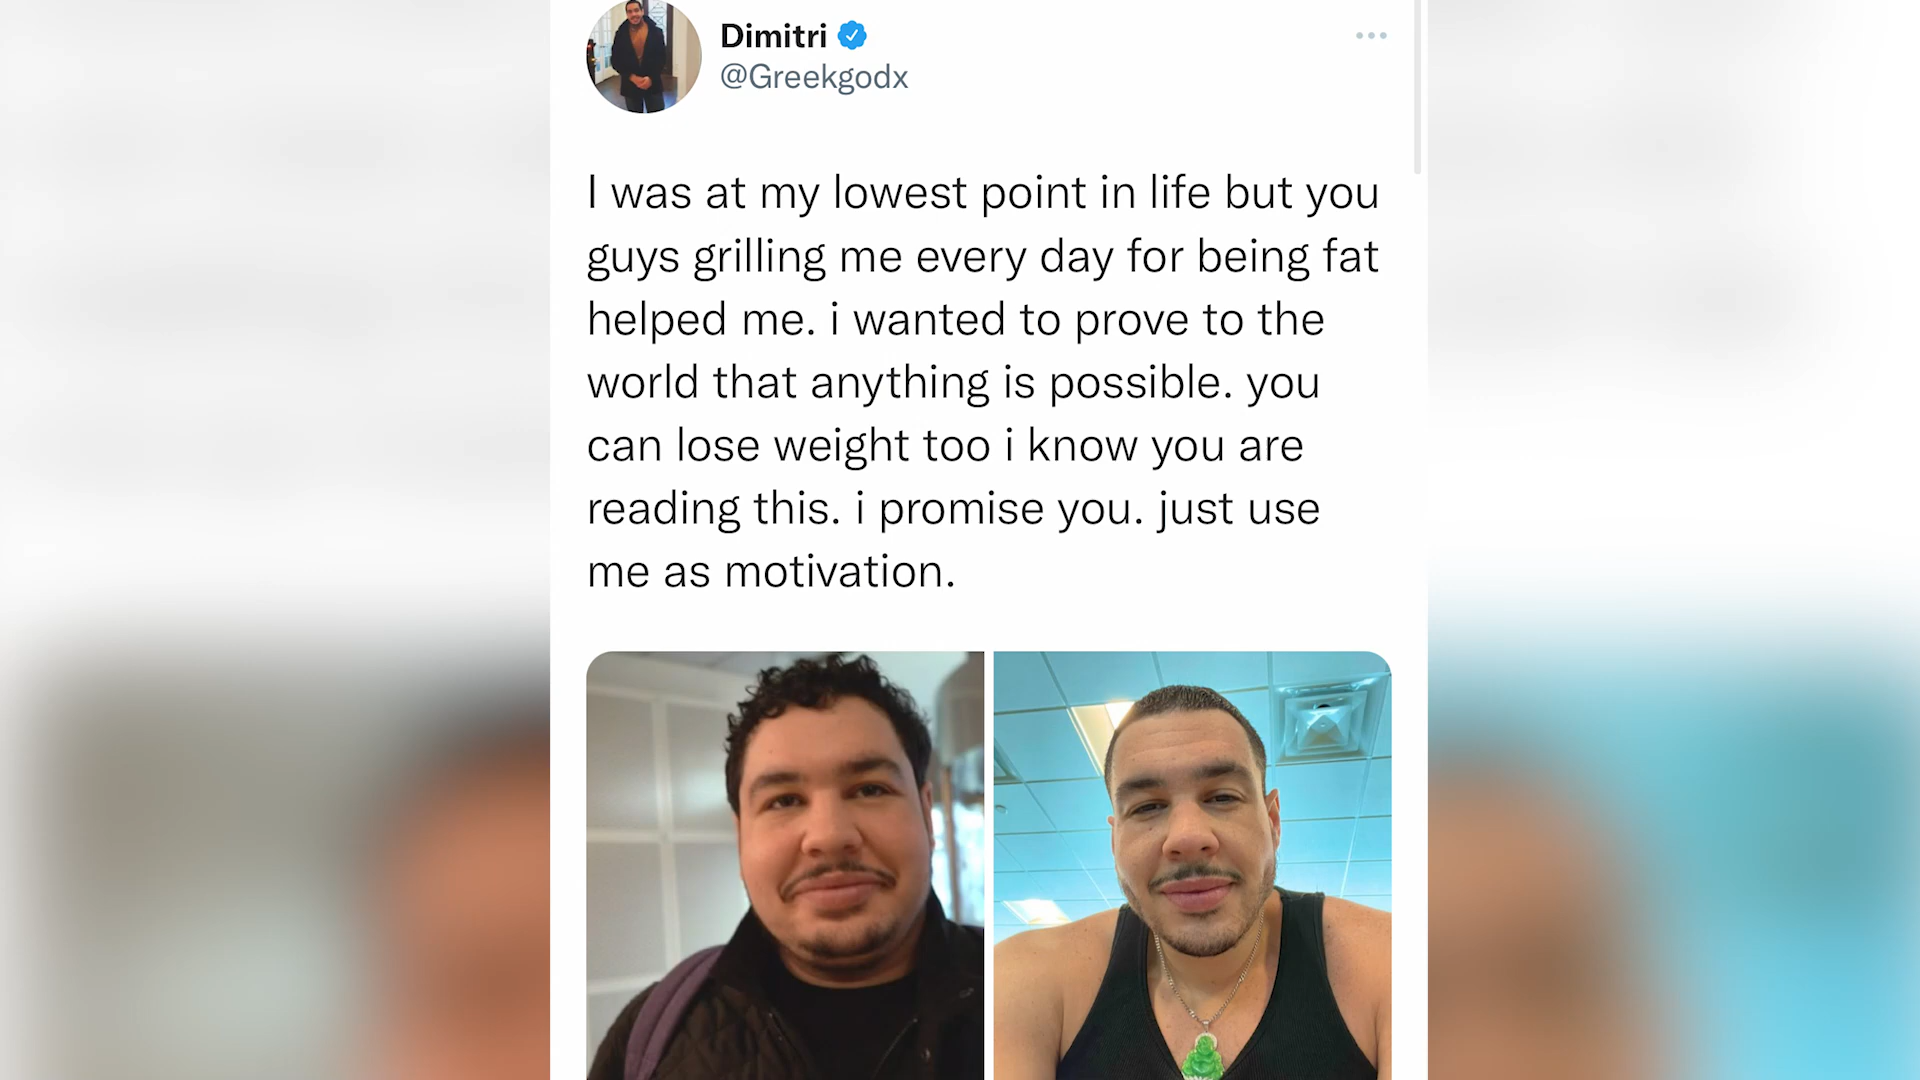 Dimitri
@Greekgodx
I was at my lowest point in life but you
guys grilling me every day for being fat
helped me. i wanted to prove to the
world that anything is possible. you
can lose weight too i know you are
reading this. i promise you. just use
me as motivation.